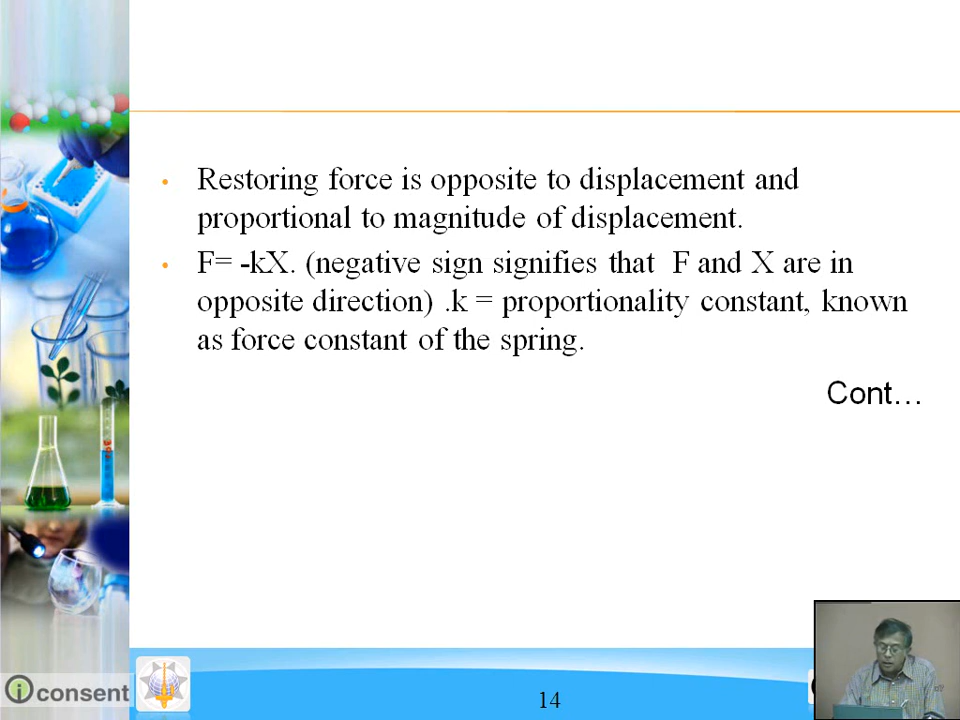 • Restoring force is opposite to displacement and
proportional to magnitude of displacement.
• F= -kX. (negative sign signifies that F and X are in
opposite direction) .k = proportionality constant, known
as force constant of the spring.
Cont…
iconsent
14